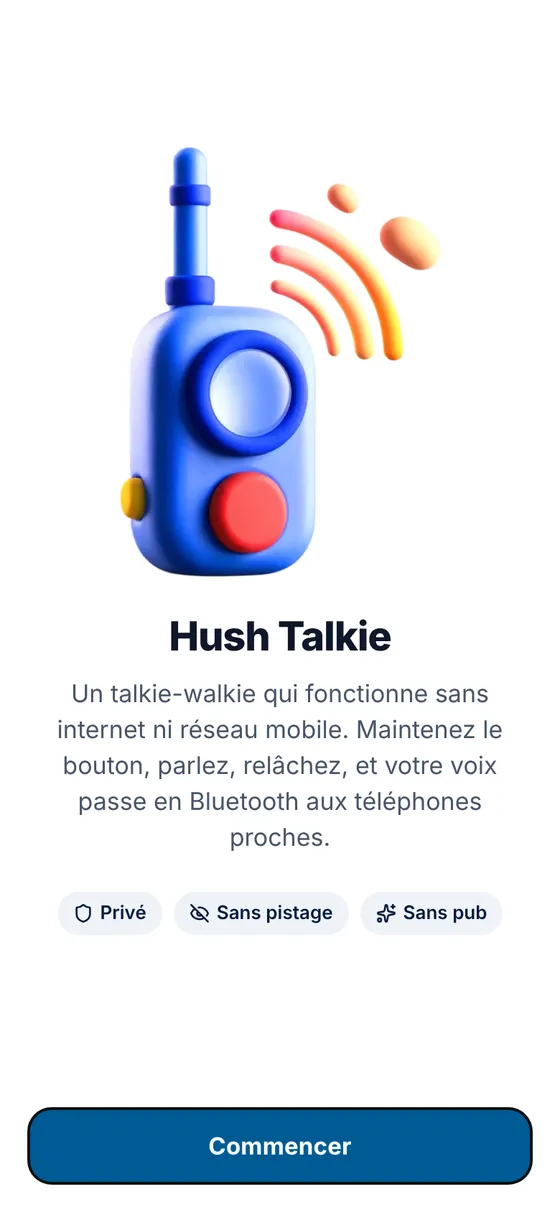 Hush Talkie
Un talkie-walkie qui fonctionne sans
internet ni réseau mobile. Maintenez le
bouton, parlez, relâchez, et votre voix
passe en Bluetooth aux téléphones
proches.
Privé
Sans pistage
Sans pub
Commencer